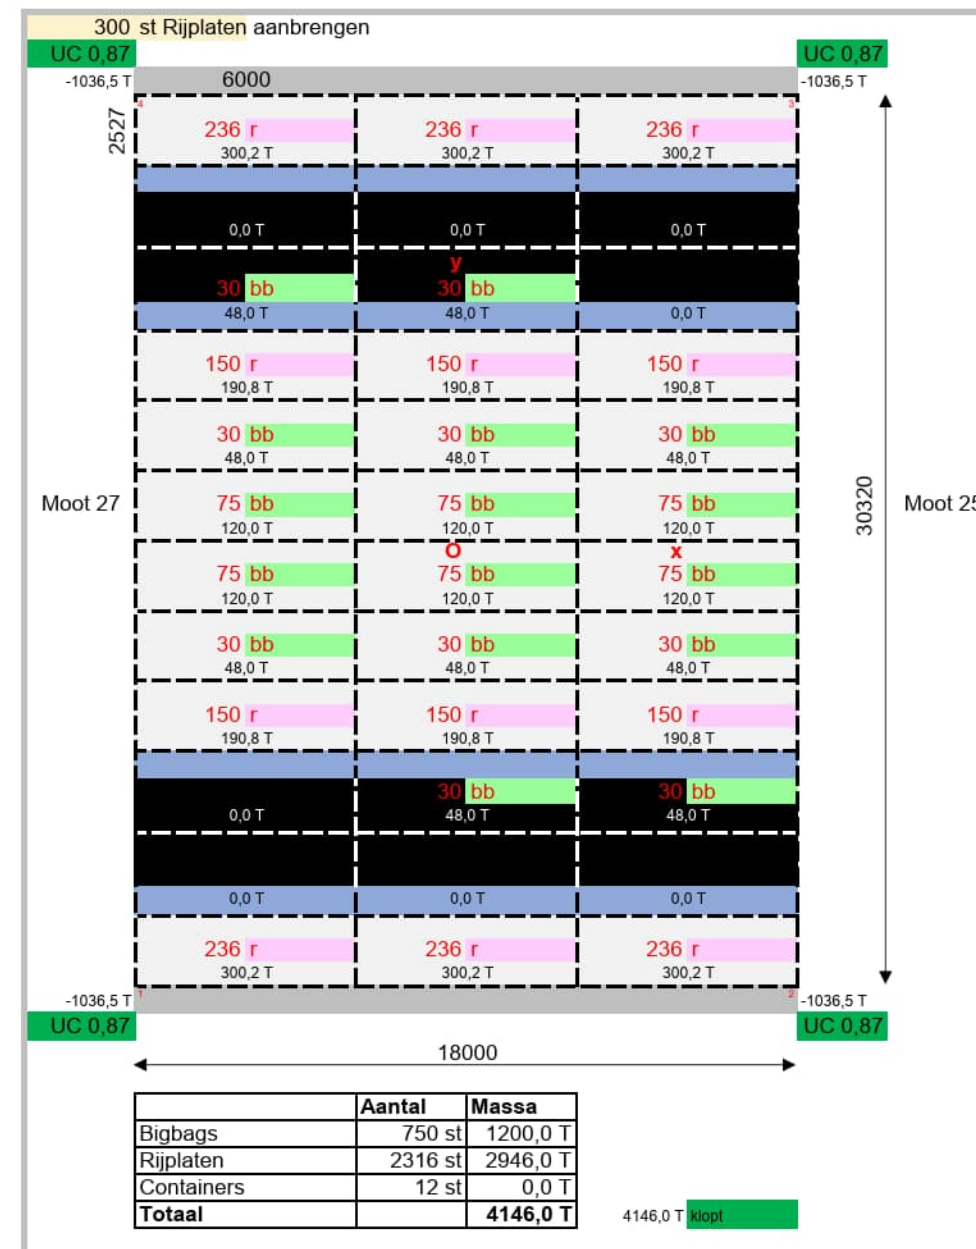 300 st Rijplaten aanbrengen
UC 0,87 UC 0,87
-1036,5 T 6000 -1036,5 T
4 3
2527
236 r 236 r 236 r
300,2 T 300,2 T 300,2 T
0,0 T 0,0 T 0,0 T
y
30 bb 30 bb
48,0 T 48,0 T 0,0 T
150 r 150 r 150 r
190,8 T 190,8 T 190,8 T
30 bb 30 bb 30 bb
48,0 T 48,0 T 48,0 T
Moot 27 75 bb 75 bb 75 bb 30320 Moot 25
120,0 T 120,0 T 120,0 T
O x
75 bb 75 bb 75 bb
120,0 T 120,0 T 120,0 T
30 bb 30 bb 30 bb
48,0 T 48,0 T 48,0 T
150 r 150 r 150 r
190,8 T 190,8 T 190,8 T
30 bb 30 bb
0,0 T 48,0 T 48,0 T
0,0 T 0,0 T 0,0 T
236 r 236 r 236 r
300,2 T 300,2 T 300,2 T
1 2
-1036,5 T -1036,5 T
UC 0,87 UC 0,87
18000
Aantal Massa
Bigbags 750 st 1200,0 T
Rijplaten 2316 st 2946,0 T
Containers 12 st 0,0 T
Totaal 4146,0 T 4146,0 T klopt